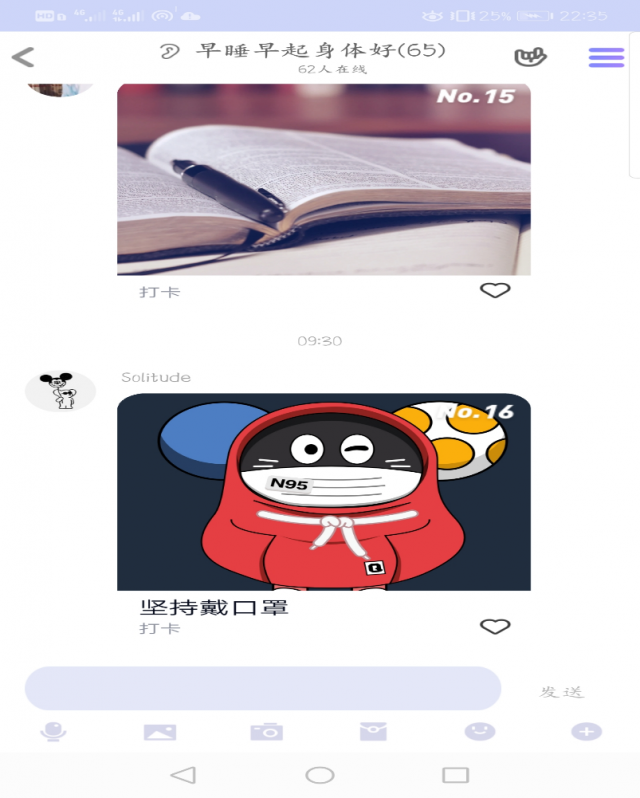 HD
4G
4G
25%
22:35
早睡早起身体好(65)
62人在线
No.15
打卡
09:30
Solitude
No.16
N95
坚持戴口罩
打卡
发送